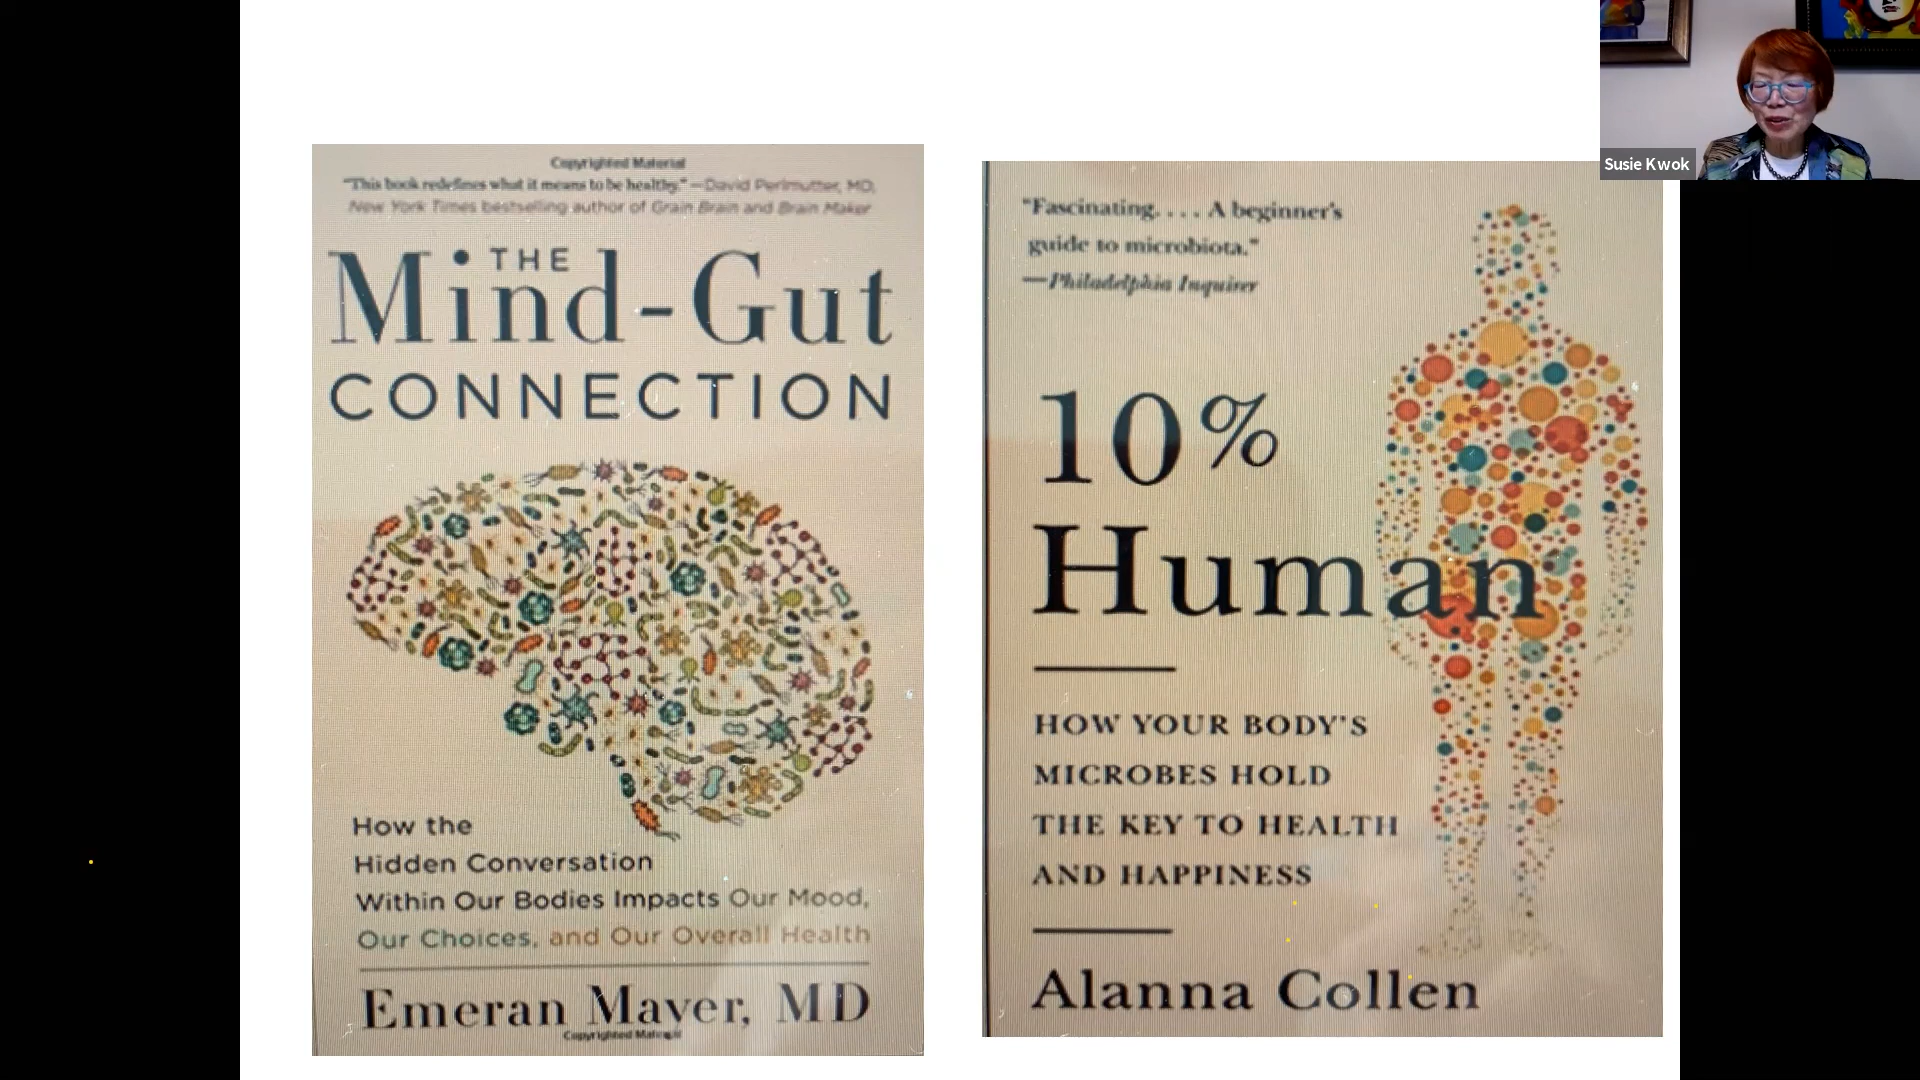 Copyrighted Material
"This book redefines what it means to be healthy." —David Perlmutter, MD,
New York Times bestselling author of Grain Brain and Brain Maker
THE
Mind-Gut
CONNECTION
How the
Hidden Conversation
Within Our Bodies Impacts Our Mood,
Our Choices, and Our Overall Health
Emeran Mayer, MD
Copyrighted Material
"Fascinating. . . . A beginner's
guide to microbiota."
—Philadelphia Inquirer
10%
Human
HOW YOUR BODY'S
MICROBES HOLD
THE KEY TO HEALTH
AND HAPPINESS
Alanna Collen
Susie Kwok